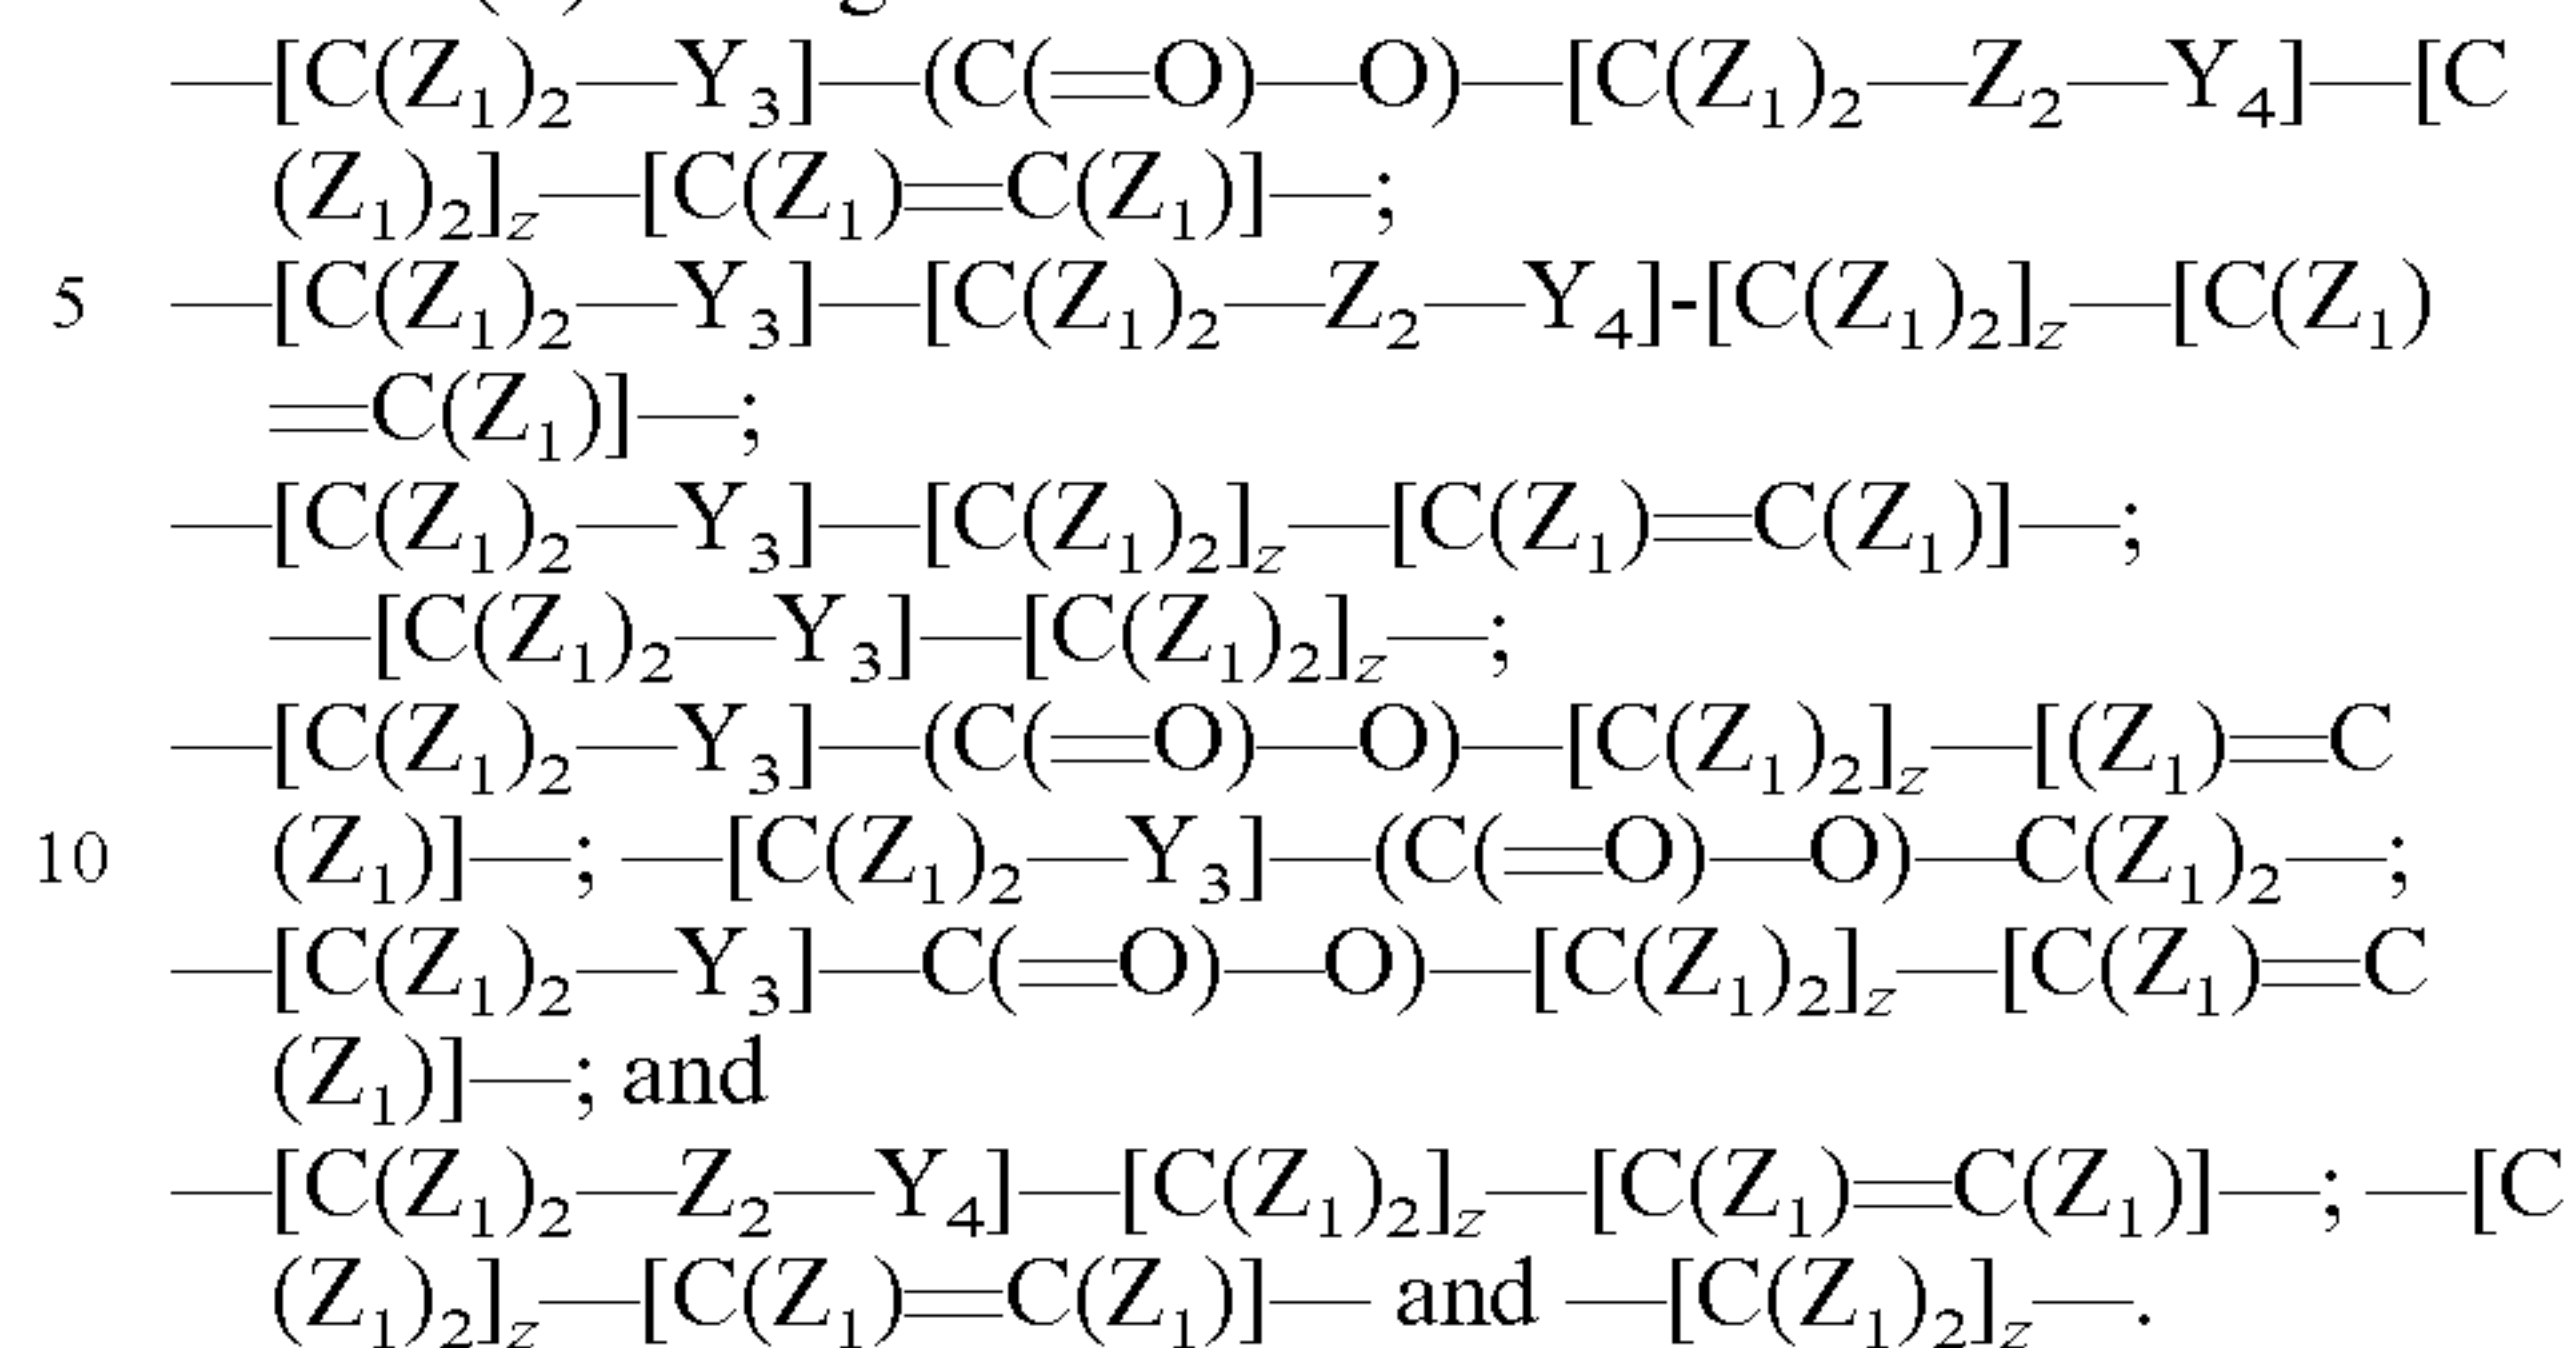 —[C(Z₁)₂—Y₃]—(C(═O)—O)—[C(Z₁)₂—Z₂—Y₄]—[C
(Z₁)₂]z—[C(Z₁)═C(Z₁)]—;
5 —[C(Z₁)₂—Y₃]—[C(Z₁)₂—Z₂—Y₄]-[C(Z₁)₂]z—[C(Z₁)
═C(Z₁)]—;
—[C(Z₁)₂—Y₃]—[C(Z₁)₂]z—[C(Z₁)═C(Z₁)]—;
—[C(Z₁)₂—Y₃]—[C(Z₁)₂]z—;
—[C(Z₁)₂—Y₃]—(C(═O)—O)—[C(Z₁)₂]z—[(Z₁)═C
10 (Z₁)]—; —[C(Z₁)₂—Y₃]—(C(═O)—O)—C(Z₁)₂—;
—[C(Z₁)₂—Y₃]—C(═O)—O)—[C(Z₁)₂]z—[C(Z₁)═C
(Z₁)]—; and
—[C(Z₁)₂—Z₂—Y₄]—[C(Z₁)₂]z—[C(Z₁)═C(Z₁)]—; —[C
(Z₁)₂]z—[C(Z₁)═C(Z₁)]— and —[C(Z₁)₂]z—.